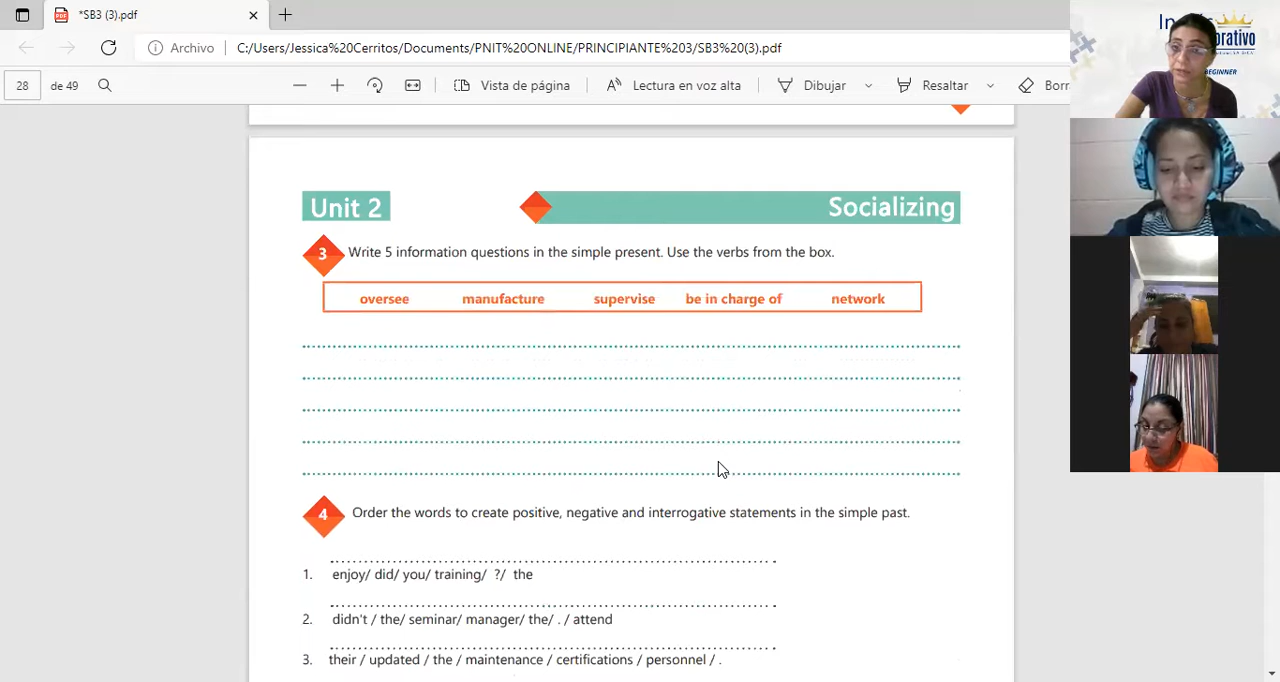 *SB3 (3).pdf
Archivo C:/Users/Jessica%20Cerritos/Documents/PNIT%20ONLINE/PRINCIPIANTE%203/SB3%20(3).pdf
28 de 49 Vista de página Lectura en voz alta Dibujar Resaltar Borr
Unit 2 Socializing
3 Write 5 information questions in the simple present. Use the verbs from the box.
oversee manufacture supervise be in charge of network
4 Order the words to create positive, negative and interrogative statements in the simple past.
1. enjoy/ did/ you/ training/ ?/ the
2. didn't / the/ seminar/ manager/ the/ . / attend
3. their / updated / the / maintenance / certifications / personnel / .
orativo
BEGINNER